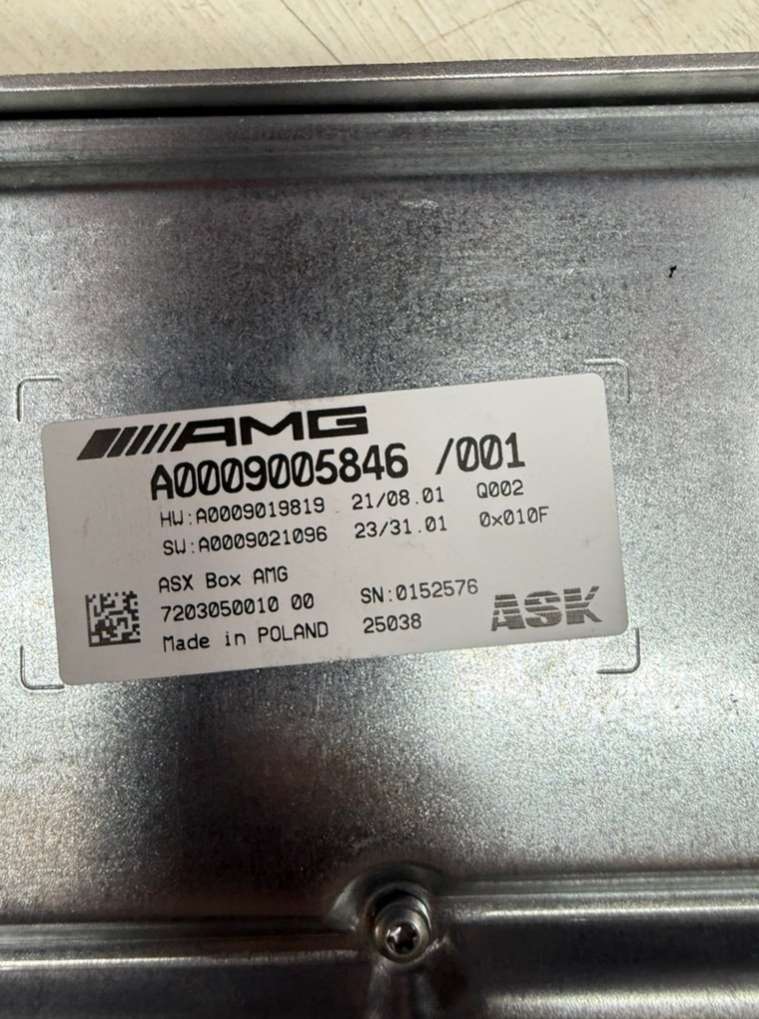 AMG
A0009005846 /001
HW:A0009019819 21/08.01 Q002
SW:A0009021096 23/31.01 0x010F
ASX Box AMG
7203050010 00 SN:0152576
Made in POLAND 25038
ASK